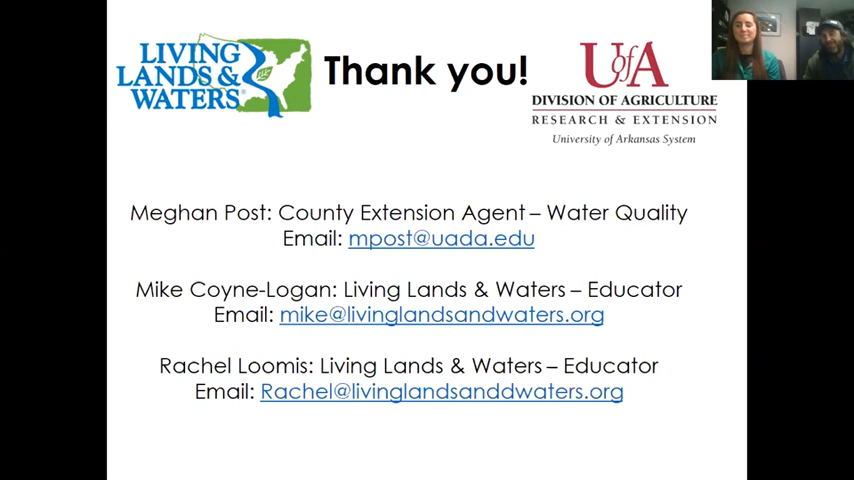 LIVING
LANDS &
WATERS®
Thank you!
UofA
DIVISION OF AGRICULTURE
RESEARCH & EXTENSION
University of Arkansas System
Meghan Post: County Extension Agent – Water Quality
Email: mpost@uada.edu
Mike Coyne-Logan: Living Lands & Waters – Educator
Email: mike@livinglandsandwaters.org
Rachel Loomis: Living Lands & Waters – Educator
Email: Rachel@livinglandsanddwaters.org